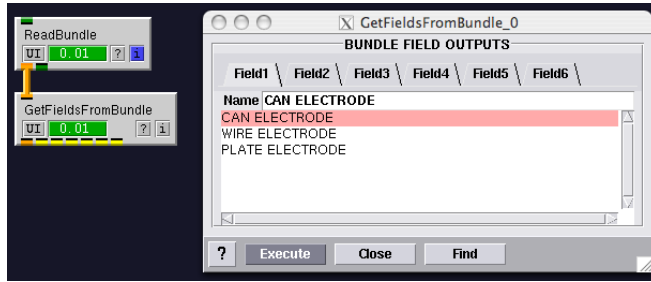 ReadBundle
UI 0.01 ? i
GetFieldsFromBundle
UI 0.01 ? i
GetFieldsFromBundle_0
BUNDLE FIELD OUTPUTS
Field1 Field2 Field3 Field4 Field5 Field6
Name CAN ELECTRODE
CAN ELECTRODE
WIRE ELECTRODE
PLATE ELECTRODE
? Execute Close Find